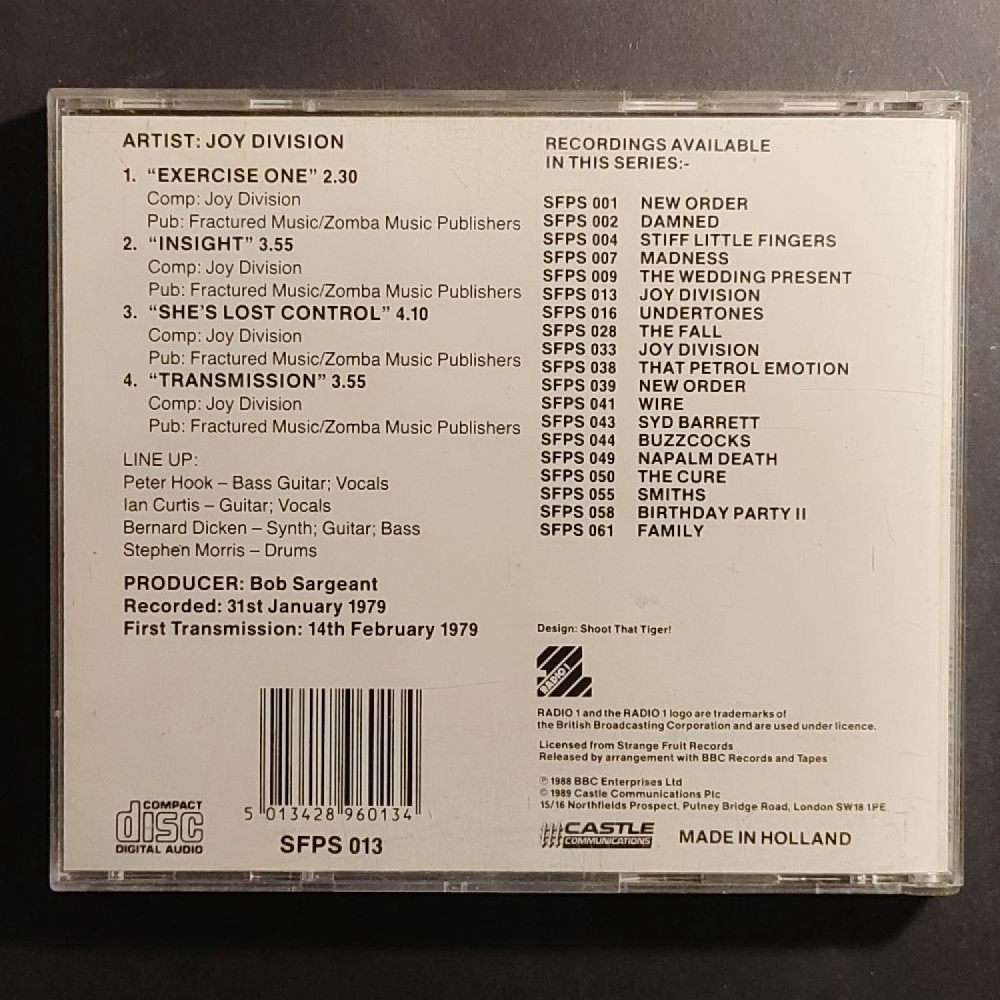 ARTIST: JOY DIVISION
1. “EXERCISE ONE” 2.30
Comp: Joy Division
Pub: Fractured Music/Zomba Music Publishers
2. “INSIGHT” 3.55
Comp: Joy Division
Pub: Fractured Music/Zomba Music Publishers
3. “SHE’S LOST CONTROL” 4.10
Comp: Joy Division
Pub: Fractured Music/Zomba Music Publishers
4. “TRANSMISSION” 3.55
Comp: Joy Division
Pub: Fractured Music/Zomba Music Publishers
LINE UP:
Peter Hook – Bass Guitar; Vocals
Ian Curtis – Guitar; Vocals
Bernard Dicken – Synth; Guitar; Bass
Stephen Morris – Drums
PRODUCER: Bob Sargeant
Recorded: 31st January 1979
First Transmission: 14th February 1979
5 013428 960134
COMPACT
disc
DIGITAL AUDIO
SFPS 013
RECORDINGS AVAILABLE
IN THIS SERIES:-
SFPS 001 NEW ORDER
SFPS 002 DAMNED
SFPS 004 STIFF LITTLE FINGERS
SFPS 007 MADNESS
SFPS 009 THE WEDDING PRESENT
SFPS 013 JOY DIVISION
SFPS 016 UNDERTONES
SFPS 028 THE FALL
SFPS 033 JOY DIVISION
SFPS 038 THAT PETROL EMOTION
SFPS 039 NEW ORDER
SFPS 041 WIRE
SFPS 043 SYD BARRETT
SFPS 044 BUZZCOCKS
SFPS 049 NAPALM DEATH
SFPS 050 THE CURE
SFPS 055 SMITHS
SFPS 058 BIRTHDAY PARTY II
SFPS 061 FAMILY
Design: Shoot That Tiger!
RADIO 1
RADIO 1 and the RADIO 1 logo are trademarks of
the British Broadcasting Corporation and are used under licence.
Licensed from Strange Fruit Records
Released by arrangement with BBC Records and Tapes
℗ 1988 BBC Enterprises Ltd
© 1989 Castle Communications Plc
15/16 Northfields Prospect, Putney Bridge Road, London SW18 1PE
CASTLE
COMMUNICATIONS
MADE IN HOLLAND